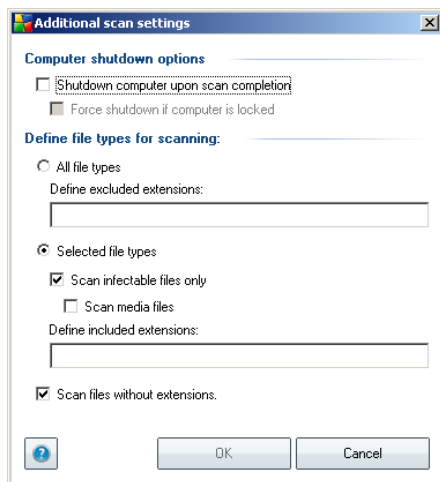 Additional scan settings
Computer shutdown options
Shutdown computer upon scan completion
Force shutdown if computer is locked
Define file types for scanning:
All file types
Define excluded extensions:
Selected file types
Scan infectable files only
Scan media files
Define included extensions:
Scan files without extensions.
? OK Cancel